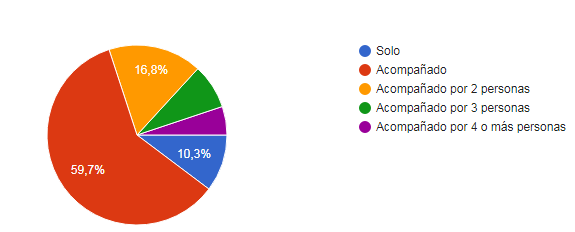 Solo
Acompañado
Acompañado por 2 personas
Acompañado por 3 personas
Acompañado por 4 o más personas
16,8%
10,3%
59,7%